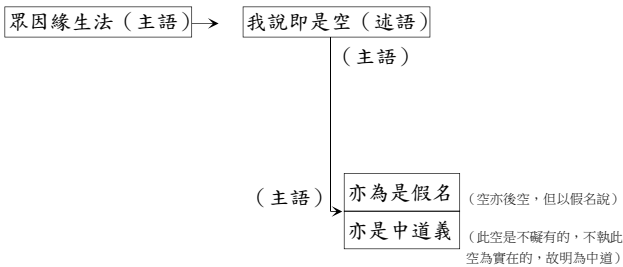 眾因緣生法（主語） 我說即是空（述語）
（主語）
（主語） 亦為是假名 （空亦後空，但以假名說）
亦是中道義 （此空是不礙有的，不執此
空為實在的，故明為中道）